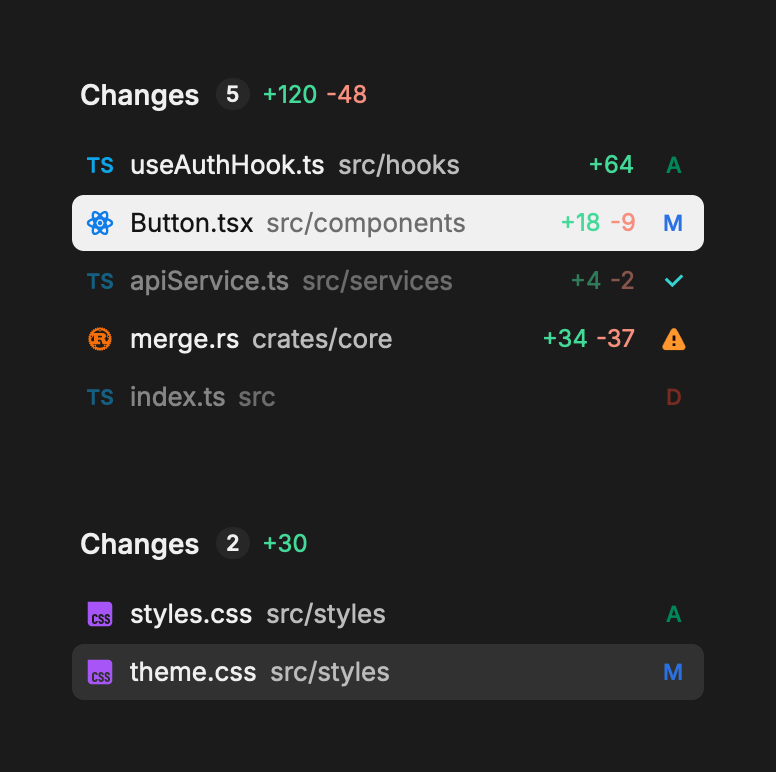 Changes 5 +120 -48
TS useAuthHook.ts src/hooks +64 A
Button.tsx src/components +18 -9 M
TS apiService.ts src/services +4 -2
R merge.rs crates/core +34 -37 !
TS index.ts src D
Changes 2 +30
CSS styles.css src/styles A
CSS theme.css src/styles M